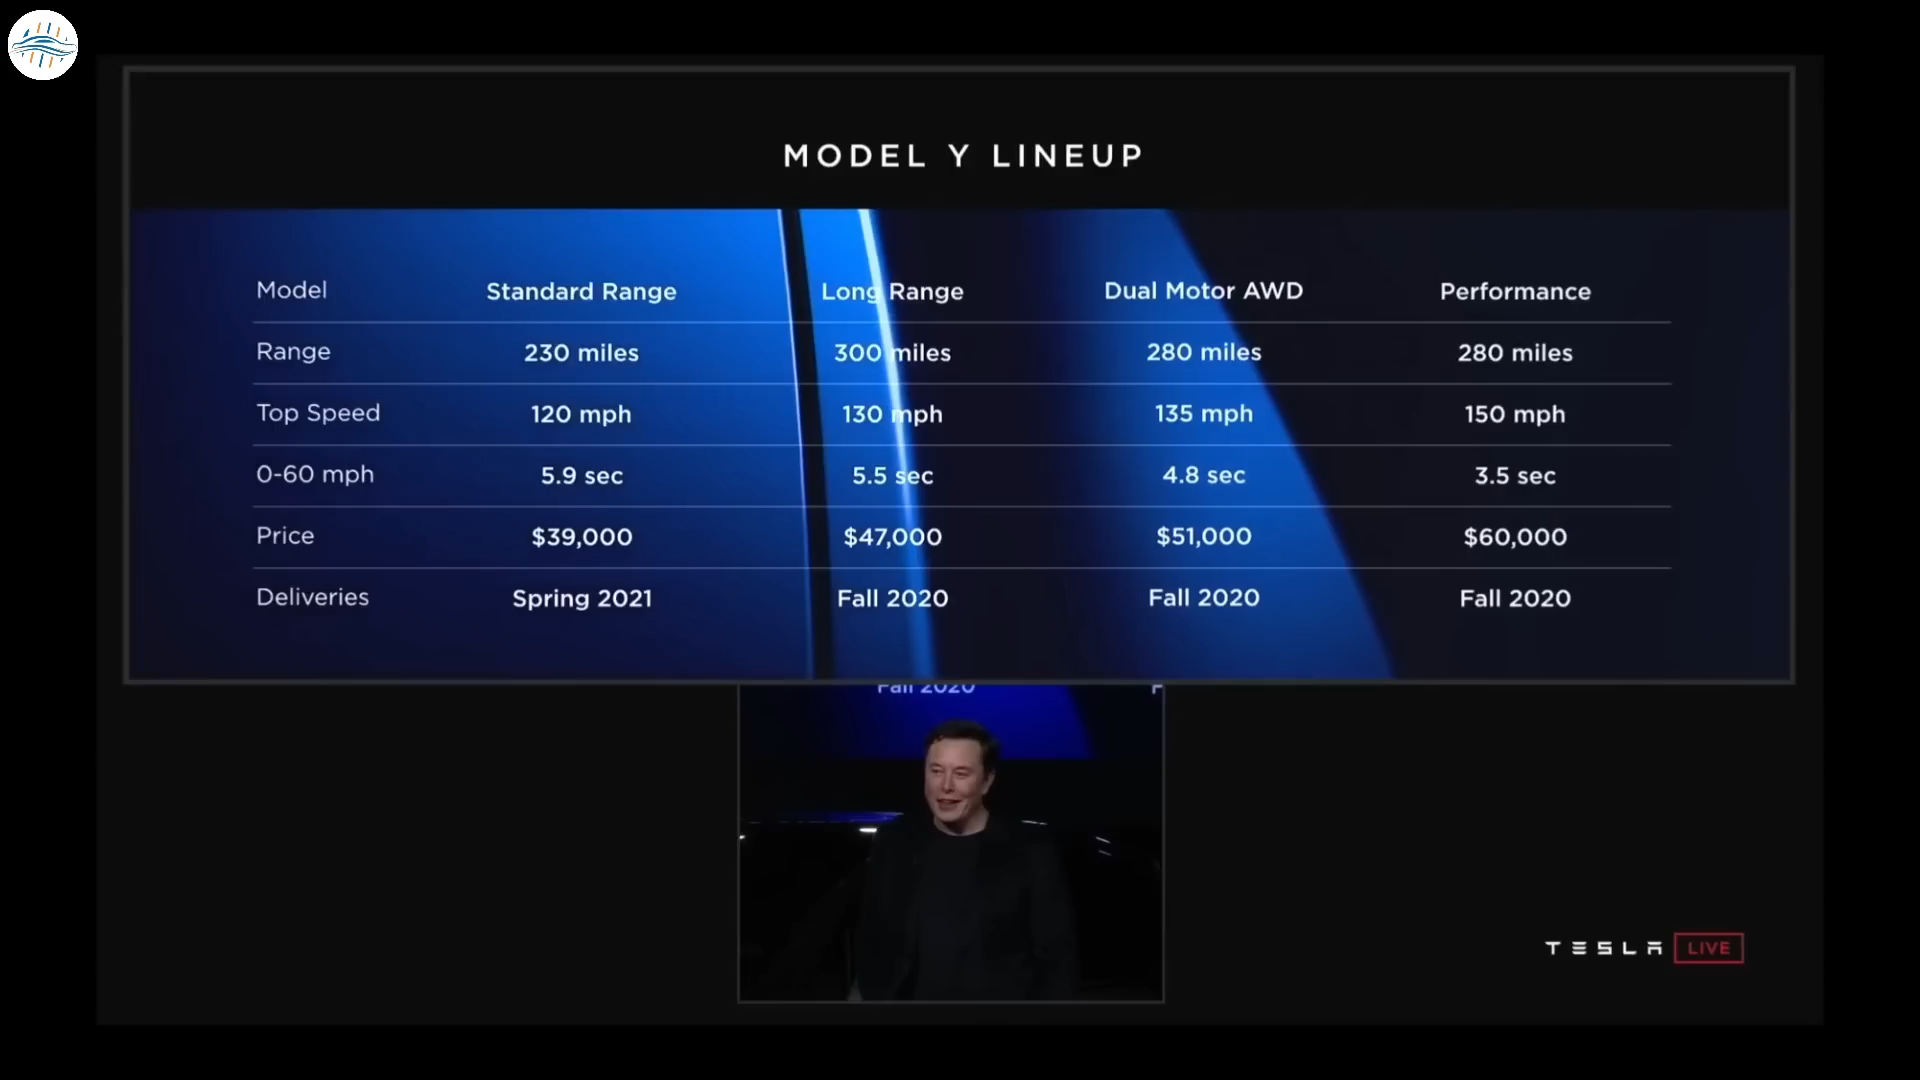 MODEL Y LINEUP
Model Standard Range Long Range Dual Motor AWD Performance
Range 230 miles 300 miles 280 miles 280 miles
Top Speed 120 mph 130 mph 135 mph 150 mph
0-60 mph 5.9 sec 5.5 sec 4.8 sec 3.5 sec
Price $39,000 $47,000 $51,000 $60,000
Deliveries Spring 2021 Fall 2020 Fall 2020 Fall 2020
Fall 2020 F
TESLA LIVE